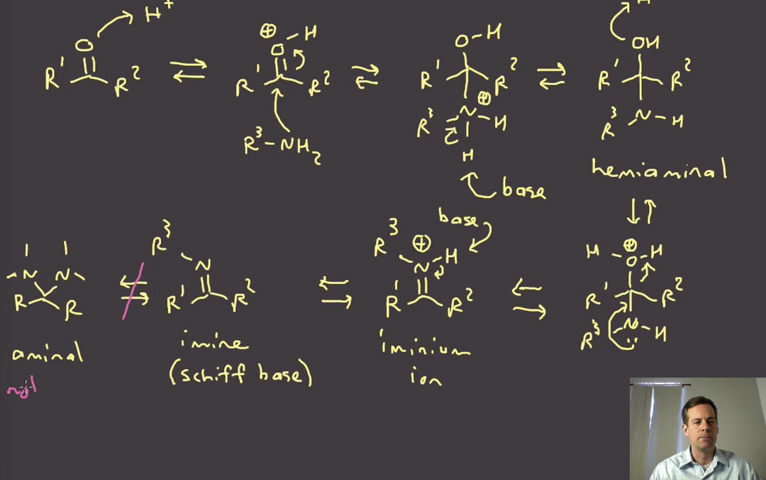 H+
O
R¹ R²
⊕
O-H
R¹ R²
R³-NH₂
O-H
R¹ R²
⊕
R³ N-H
H
base
H
OH
R¹ R²
R³ N-H
hemiaminal
N N
R R
aminal
not
R³
N
R¹ R²
imine
(schiff base)
base
R³ ⊕
N H
R¹ R²
iminium
ion
⊕
H O H
R¹ R²
R³ N-H